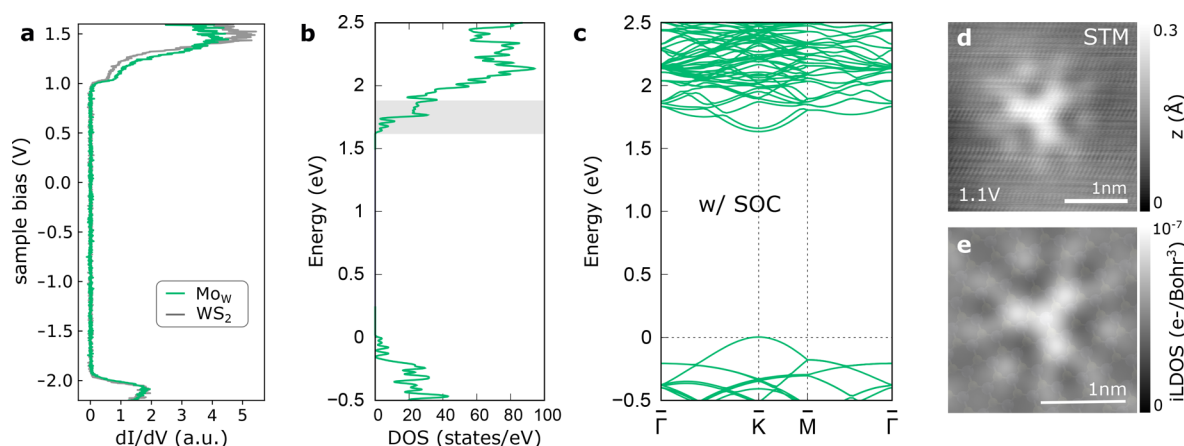 a
sample bias (V)
1.5
1.0
0.5
0.0
−0.5
−1.0
−1.5
−2.0
Mo_W
WS₂
0 1 2 3 4 5
dI/dV (a.u.)
b
Energy (eV)
2.5
2
1.5
1
0.5
0
−0.5
0 20 40 60 80 100
DOS (states/eV)
c
Energy (eV)
2.5
2.0
1.5
1.0
0.5
0
−0.5
w/ SOC
Γ̅ K̅ M̅ Γ̅
d
STM
1.1V
1nm
0.3
z (Å)
0
e
1nm
10⁻⁷
iLDOS (e-/Bohr³)
0